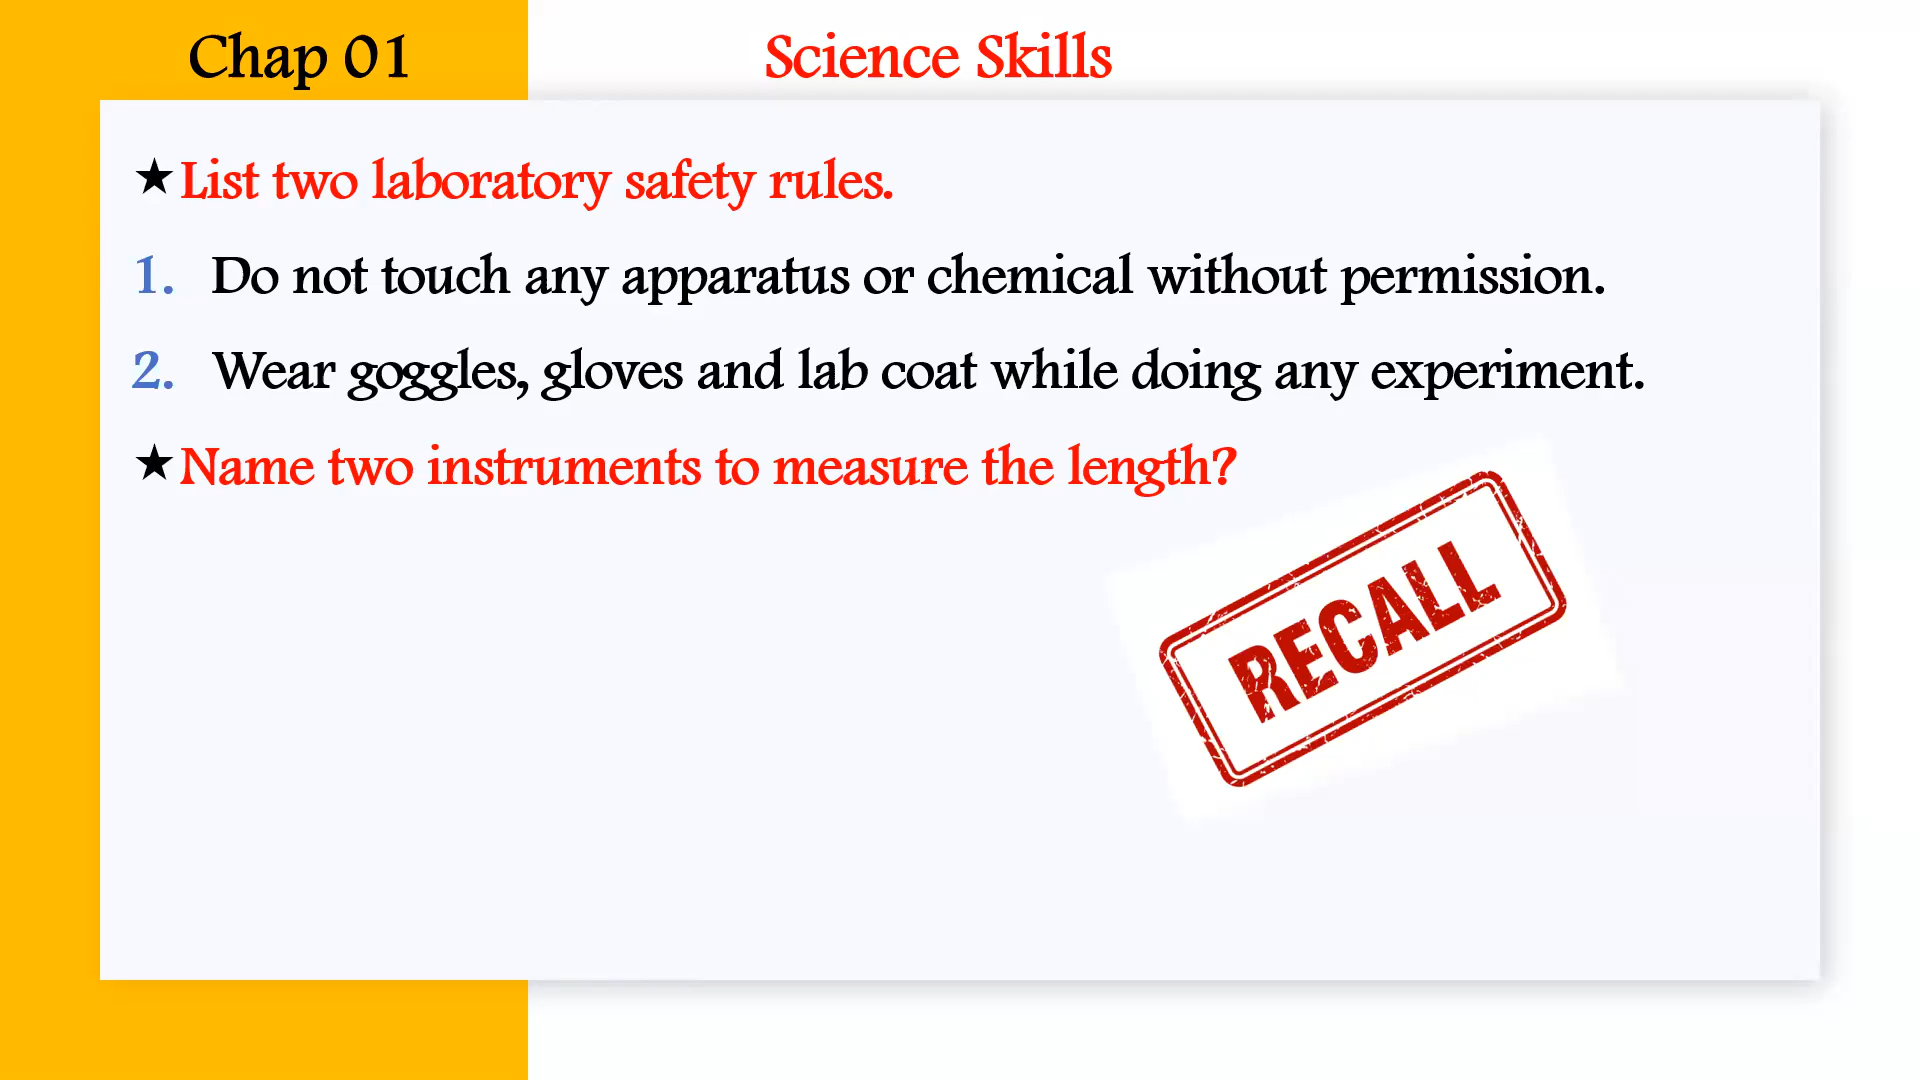 Chap 01
Science Skills
★List two laboratory safety rules.
1. Do not touch any apparatus or chemical without permission.
2. Wear goggles, gloves and lab coat while doing any experiment.
★Name two instruments to measure the length?
RECALL